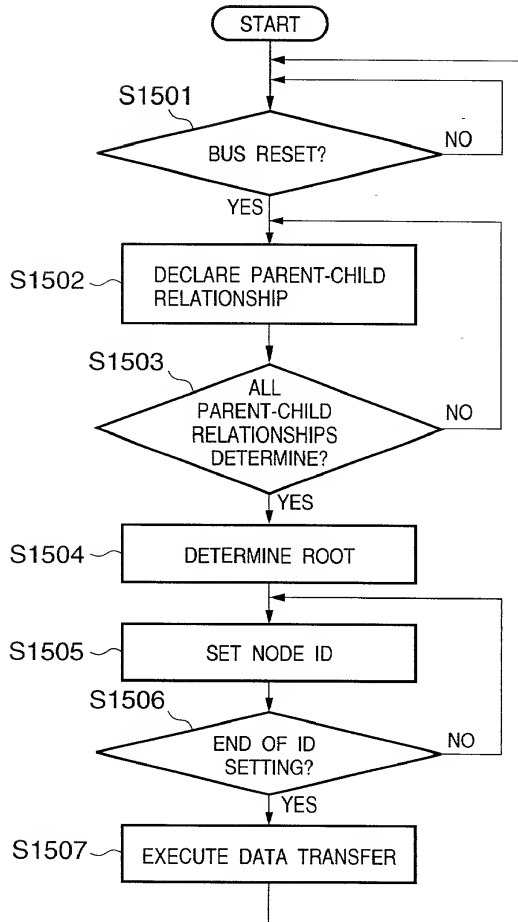 START
S1501
BUS RESET?
NO
YES
S1502
DECLARE PARENT-CHILD
RELATIONSHIP
S1503
ALL
PARENT-CHILD
RELATIONSHIPS
DETERMINE?
NO
YES
S1504
DETERMINE ROOT
S1505
SET NODE ID
S1506
END OF ID
SETTING?
NO
YES
S1507
EXECUTE DATA TRANSFER